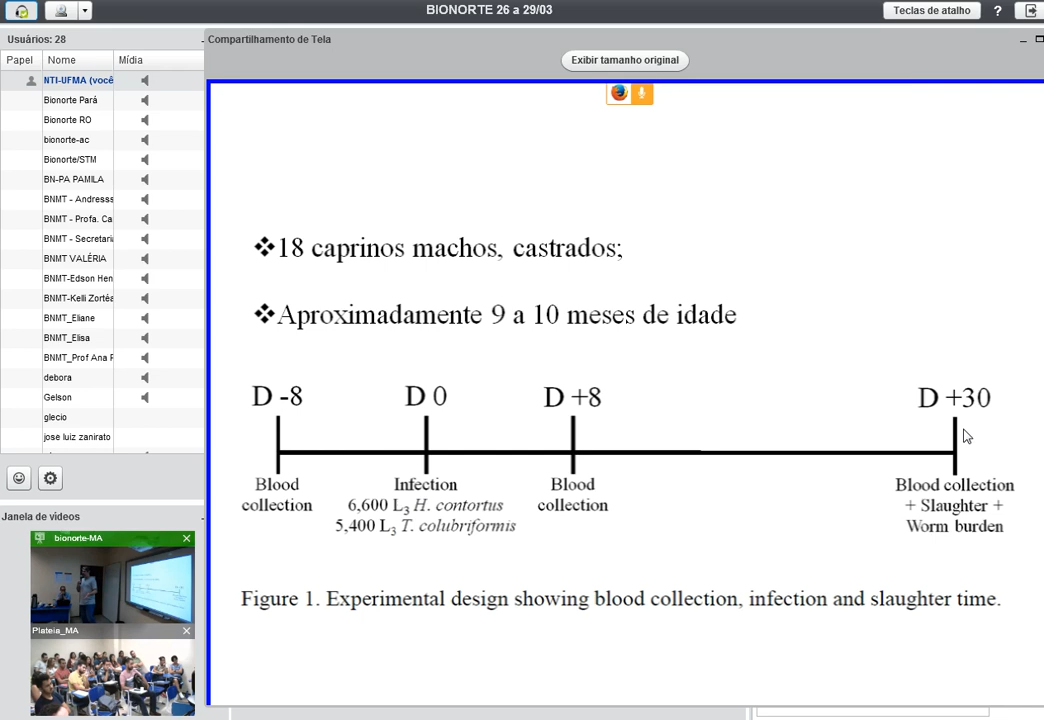 BIONORTE 26 a 29/03
Teclas de atalho
?
Usuários: 28
Compartilhamento de Tela
Papel Nome Mídia
Exibir tamanho original
NTI-UFMA (você
Bionorte Pará
Bionorte RO
bionorte-ac
Bionorte/STM
BN-PA PAMILA
BNMT - Andresss
BNMT - Profa. Ca
BNMT - Secretari
BNMT VALÉRIA
BNMT-Edson Hen
BNMT-Kelli Zortéa
BNMT_Eliane
BNMT_Elisa
BNMT_Prof Ana P
debora
Gelson
glecio
jose luiz zanirato
❖18 caprinos machos, castrados;
❖Aproximadamente 9 a 10 meses de idade
D -8 D 0 D +8 D +30
Blood Infection Blood Blood collection
collection 6,600 L₃ H. contortus collection + Slaughter +
5,400 L₃ T. colubriformis Worm burden
Figure 1. Experimental design showing blood collection, infection and slaughter time.
Janela de videos
bionorte-MA
Plateia_MA